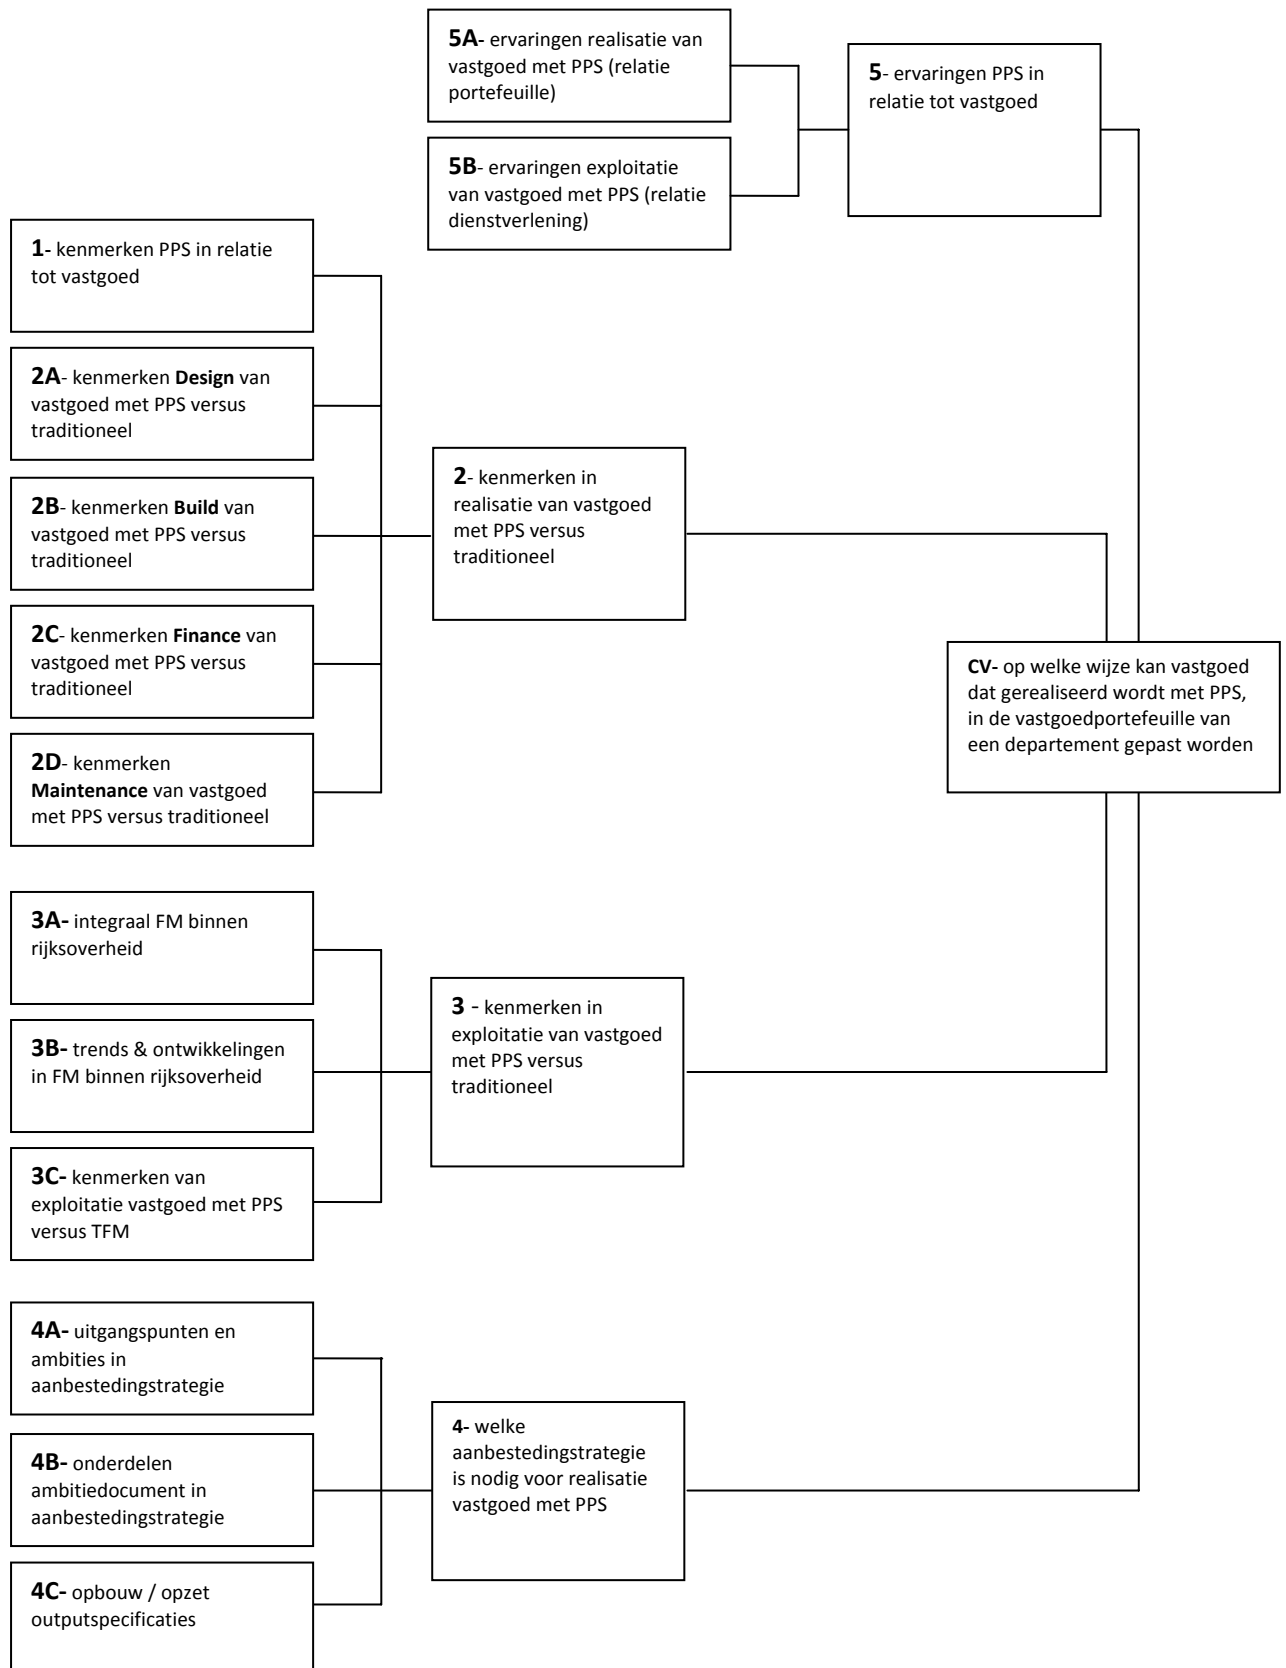 5A- ervaringen realisatie van
vastgoed met PPS (relatie
portefeuille)
5- ervaringen PPS in
relatie tot vastgoed
5B- ervaringen exploitatie
van vastgoed met PPS (relatie
dienstverlening)
1- kenmerken PPS in relatie
tot vastgoed
2A- kenmerken Design van
vastgoed met PPS versus
traditioneel
2B- kenmerken Build van
vastgoed met PPS versus
traditioneel
2C- kenmerken Finance van
vastgoed met PPS versus
traditioneel
2D- kenmerken
Maintenance van vastgoed
met PPS versus traditioneel
2- kenmerken in
realisatie van vastgoed
met PPS versus
traditioneel
CV- op welke wijze kan vastgoed
dat gerealiseerd wordt met PPS,
in de vastgoedportefeuille van
een departement gepast worden
3A- integraal FM binnen
rijksoverheid
3B- trends & ontwikkelingen
in FM binnen rijksoverheid
3C- kenmerken van
exploitatie vastgoed met PPS
versus TFM
3 - kenmerken in
exploitatie van vastgoed
met PPS versus
traditioneel
4A- uitgangspunten en
ambities in
aanbestedingstrategie
4B- onderdelen
ambitiedocument in
aanbestedingstrategie
4C- opbouw / opzet
outputspecificaties
4- welke
aanbestedingstrategie
is nodig voor realisatie
vastgoed met PPS